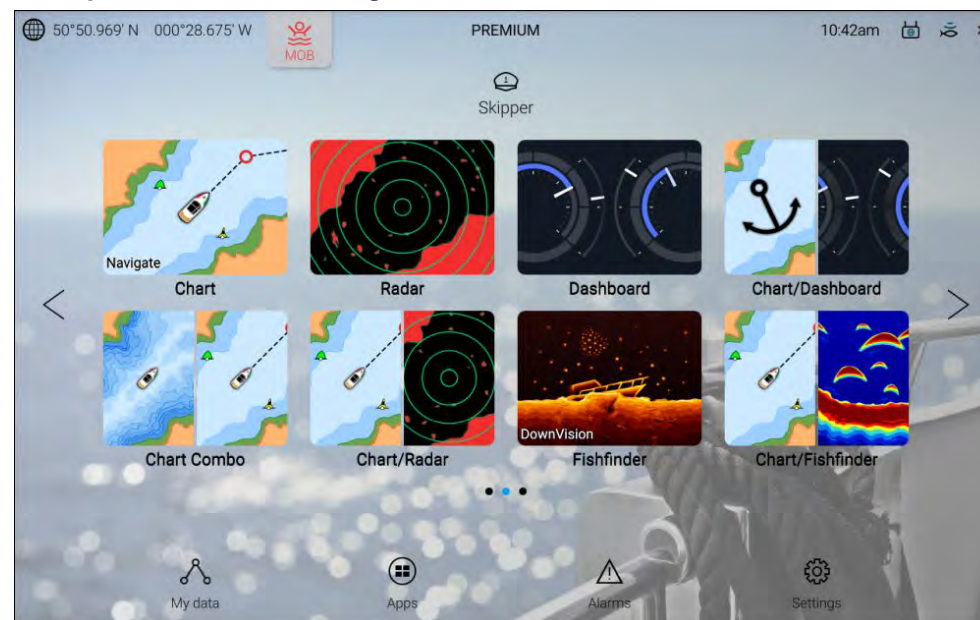 50°50.969' N 000°28.675' W
MOB
PREMIUM
10:42am
1
Skipper
Navigate
Chart
Radar
Dashboard
Chart/Dashboard
Chart Combo
Chart/Radar
DownVision
Fishfinder
Chart/Fishfinder
My data
Apps
Alarms
Settings